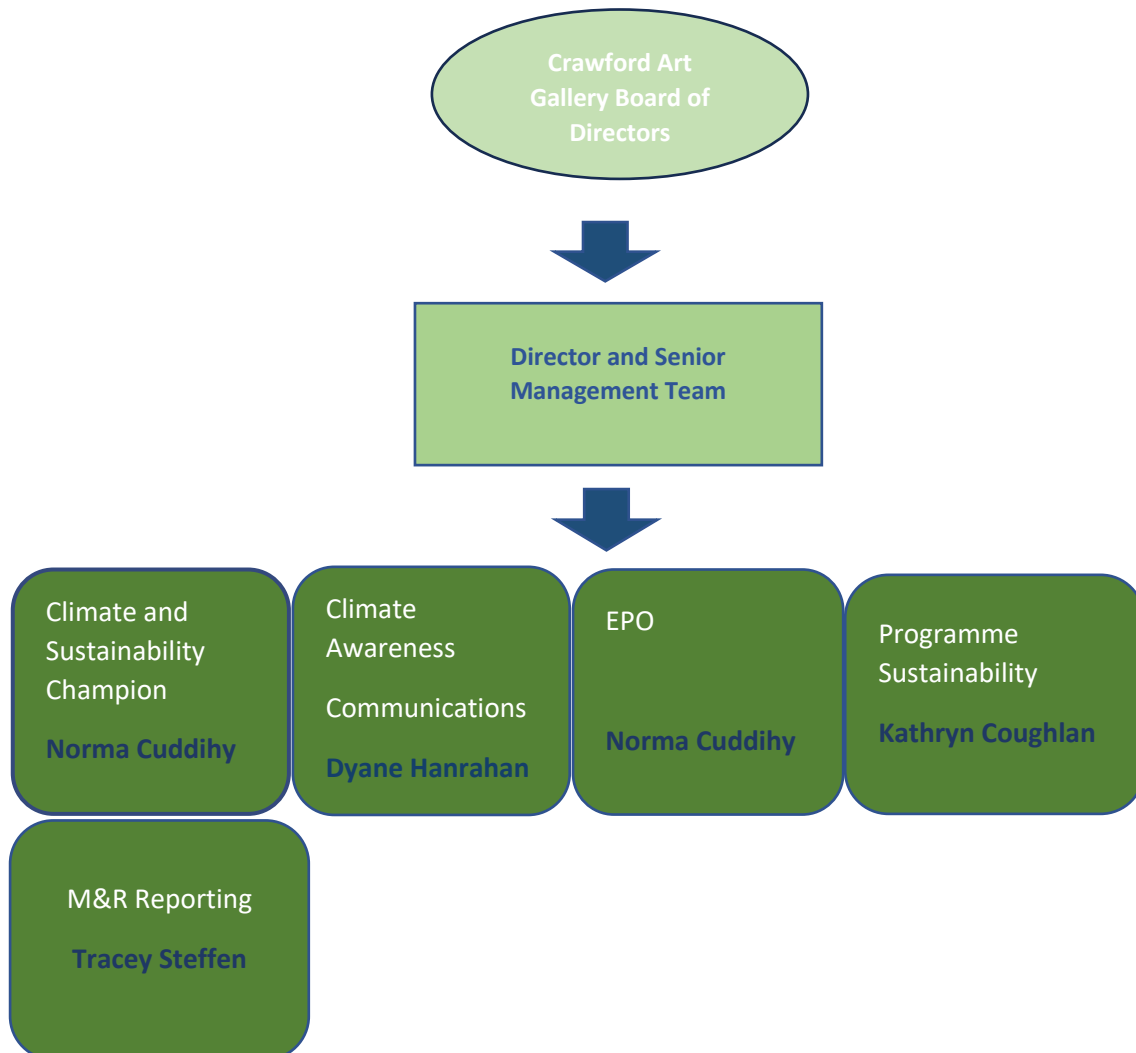 Crawford Art
Gallery Board of
Directors
Director and Senior
Management Team
Climate and
Sustainability
Champion
Norma Cuddihy
Climate
Awareness
Communications
Dyane Hanrahan
EPO
Norma Cuddihy
Programme
Sustainability
Kathryn Coughlan
M&R Reporting
Tracey Steffen